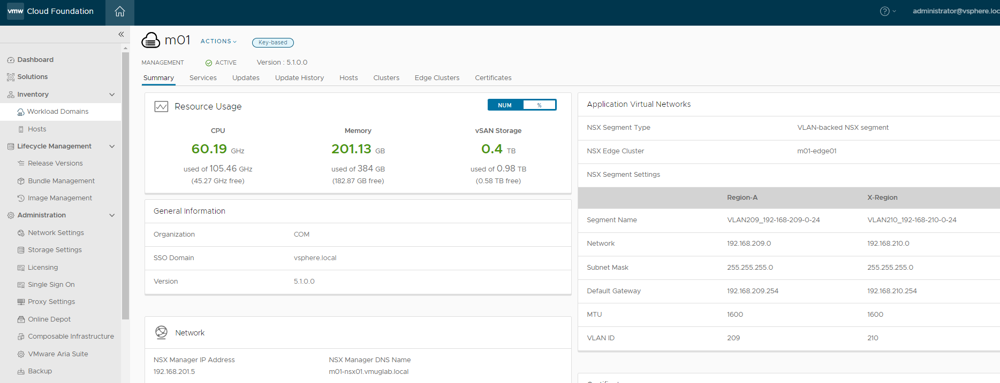 vmw Cloud Foundation
administrator@vsphere.loc
Dashboard
Solutions
Inventory
Workload Domains
Hosts
Lifecycle Management
Release Versions
Bundle Management
Image Management
Administration
Network Settings
Storage Settings
Licensing
Single Sign On
Proxy Settings
Online Depot
Composable Infrastructure
VMware Aria Suite
Backup
m01 ACTIONS Key-based
MANAGEMENT ACTIVE Version : 5.1.0.0
Summary Services Updates Update History Hosts Clusters Edge Clusters Certificates
Resource Usage NUM %
CPU Memory vSAN Storage
60.19 GHz 201.13 GB 0.4 TB
used of 105.46 GHz used of 384 GB used of 0.98 TB
(45.27 GHz free) (182.87 GB free) (0.58 TB free)
General Information
Organization COM
SSO Domain vsphere.local
Version 5.1.0.0
Network
NSX Manager IP Address NSX Manager DNS Name
192.168.201.5 m01-nsx01.vmuglab.local
Application Virtual Networks
NSX Segment Type VLAN-backed NSX segment
NSX Edge Cluster m01-edge01
NSX Segment Settings
Region-A X-Region
Segment Name VLAN209_192-168-209-0-24 VLAN210_192-168-210-0-24
Network 192.168.209.0 192.168.210.0
Subnet Mask 255.255.255.0 255.255.255.0
Default Gateway 192.168.209.254 192.168.210.254
MTU 1600 1600
VLAN ID 209 210